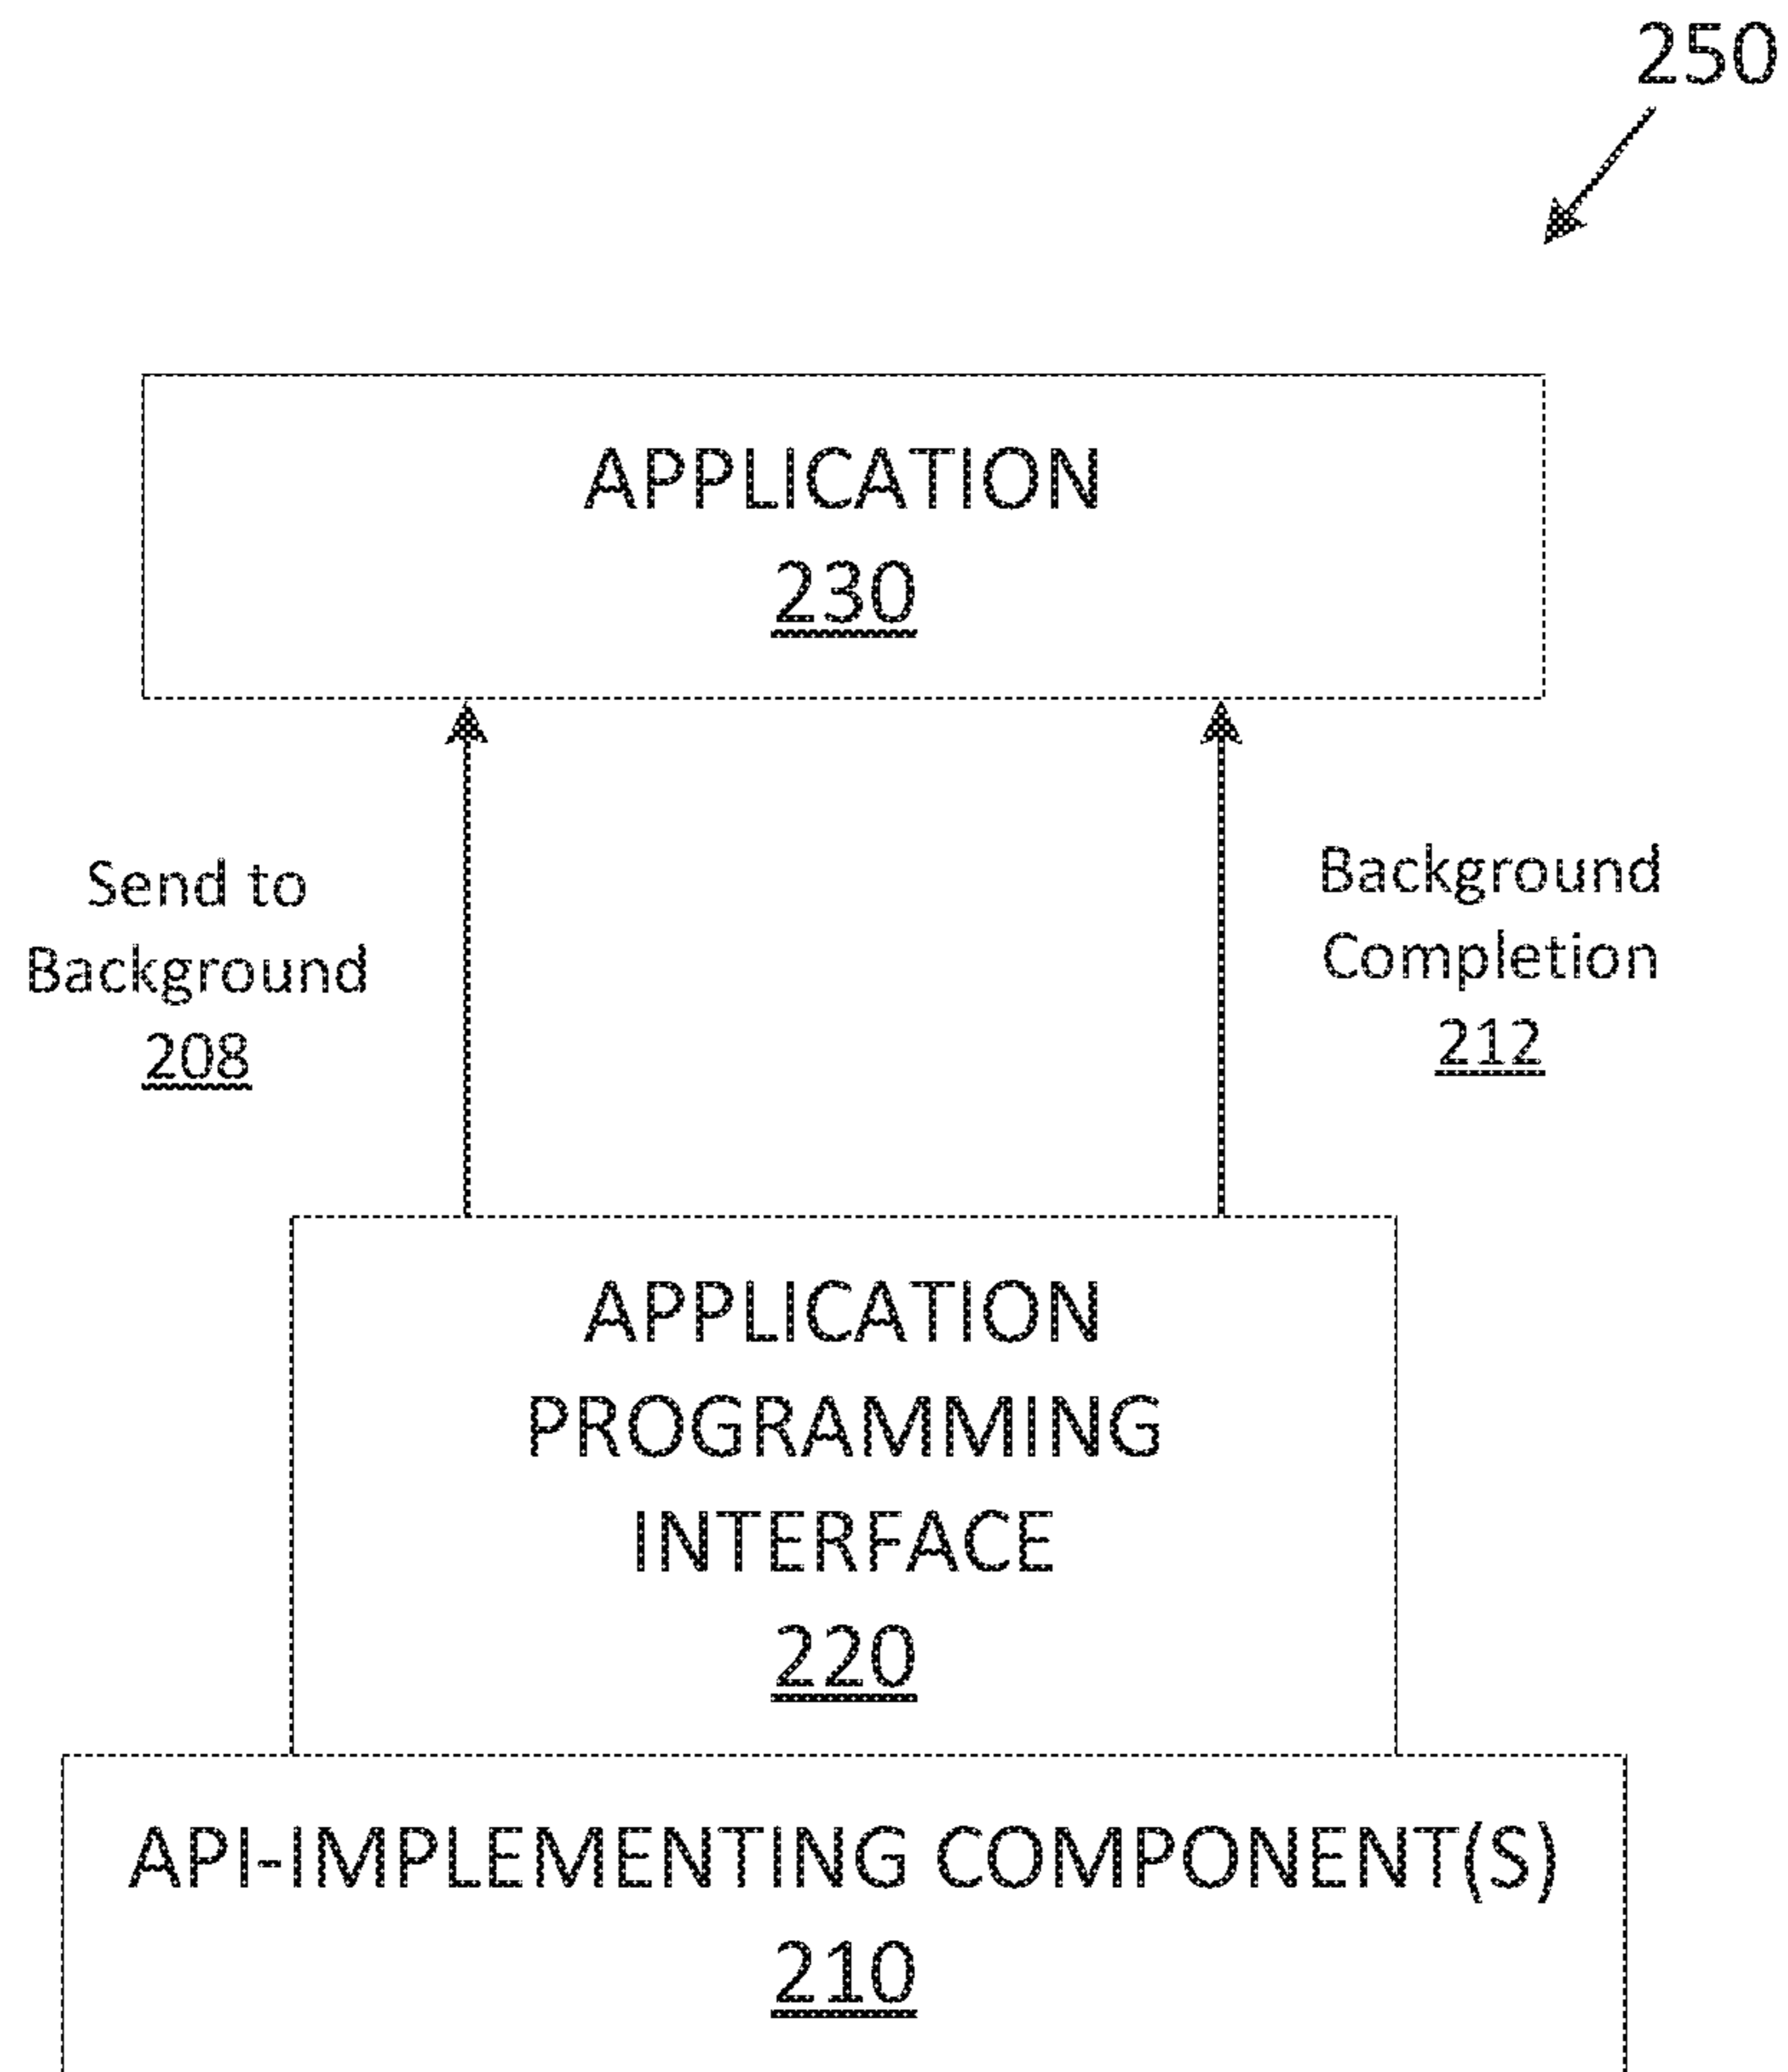 250
APPLICATION
230
Send to
Background
208
Background
Completion
212
APPLICATION
PROGRAMMING
INTERFACE
220
API-IMPLEMENTING COMPONENT(S)
210